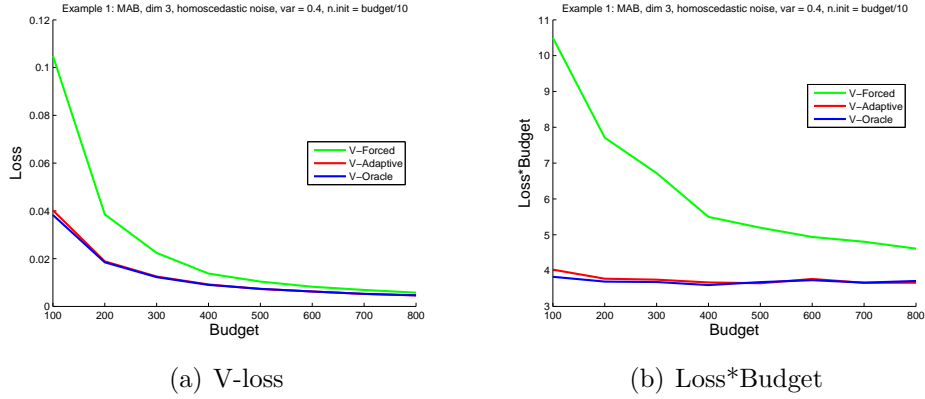 Example 1: MAB, dim 3, homoscedastic noise, var = 0.4, n.init = budget/10
0.12
0.1
0.08
0.06
0.04
0.02
0
Loss
V-Forced
V-Adaptive
V-Oracle
100 200 300 400 500 600 700 800
Budget
(a) V-loss
Example 1: MAB, dim 3, homoscedastic noise, var = 0.4, n.init = budget/10
11
10
9
8
7
6
5
4
3
Loss*Budget
V-Forced
V-Adaptive
V-Oracle
100 200 300 400 500 600 700 800
Budget
(b) Loss*Budget